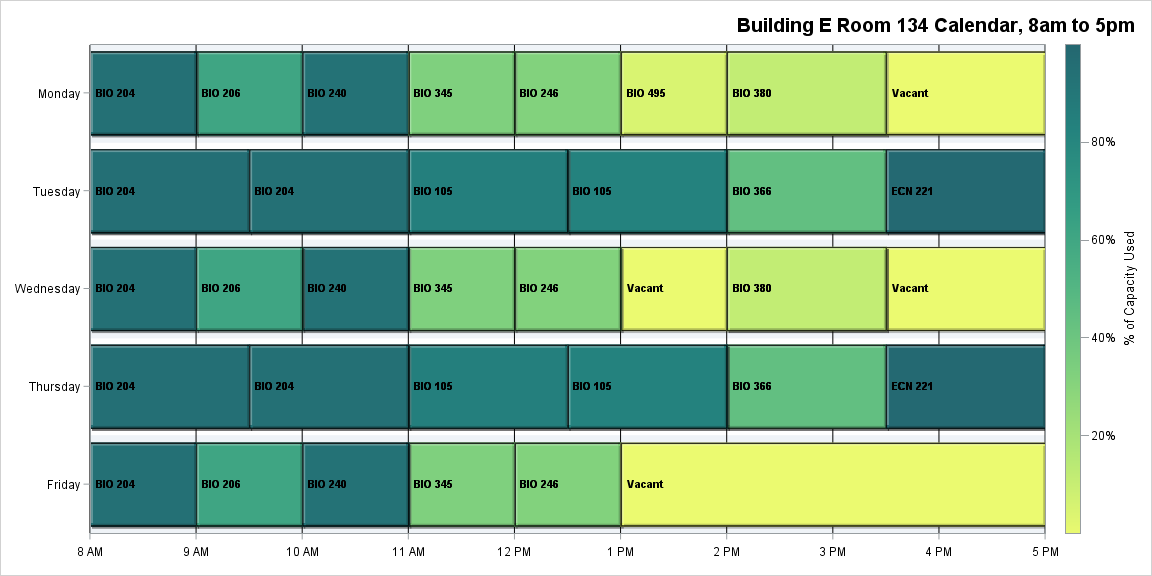 Building E Room 134 Calendar, 8am to 5pm
Monday
BIO 204
BIO 206
BIO 240
BIO 345
BIO 246
BIO 495
BIO 380
Vacant
Tuesday
BIO 204
BIO 204
BIO 105
BIO 105
BIO 366
ECN 221
Wednesday
BIO 204
BIO 206
BIO 240
BIO 345
BIO 246
Vacant
BIO 380
Vacant
Thursday
BIO 204
BIO 204
BIO 105
BIO 105
BIO 366
ECN 221
Friday
BIO 204
BIO 206
BIO 240
BIO 345
BIO 246
Vacant
8 AM
9 AM
10 AM
11 AM
12 PM
1 PM
2 PM
3 PM
4 PM
5 PM
80%
60%
40%
20%
% of Capacity Used